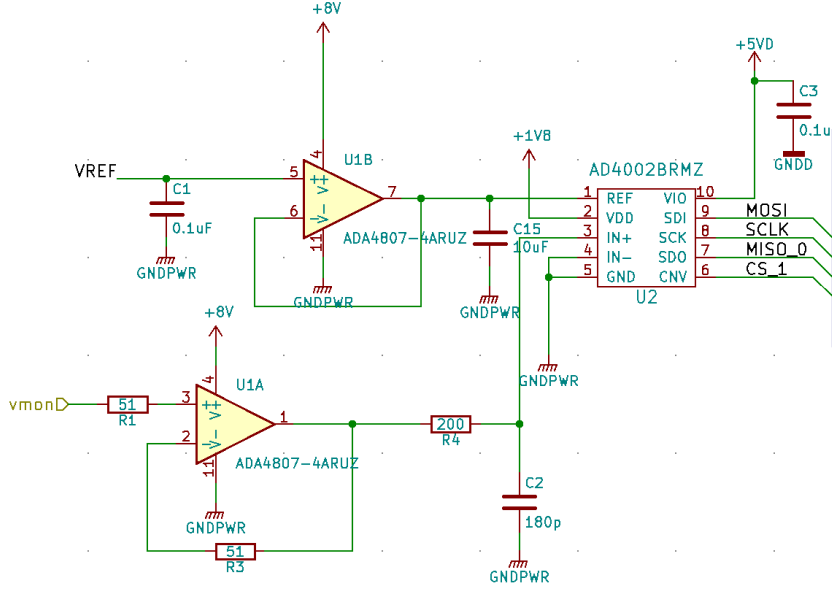 +8V
+5VD
C3
0.1u
GNDD
+1V8
VREF
C1
0.1uF
GNDPWR
4
U1B
5
V+
+
7
6
-
V-
11
ADA4807-4ARUZ
GNDPWR
C15
10uF
GNDPWR
AD4002BRMZ
1 REF VIO 10
2 VDD SDI 9 MOSI
3 IN+ SCK 8 SCLK
4 IN- SDO 7 MISO_0
5 GND CNV 6 CS_1
U2
GNDPWR
+8V
4
U1A
vmon
51
R1
3
V+
+
1
2
-
V-
11
ADA4807-4ARUZ
GNDPWR
200
R4
C2
180p
GNDPWR
51
R3